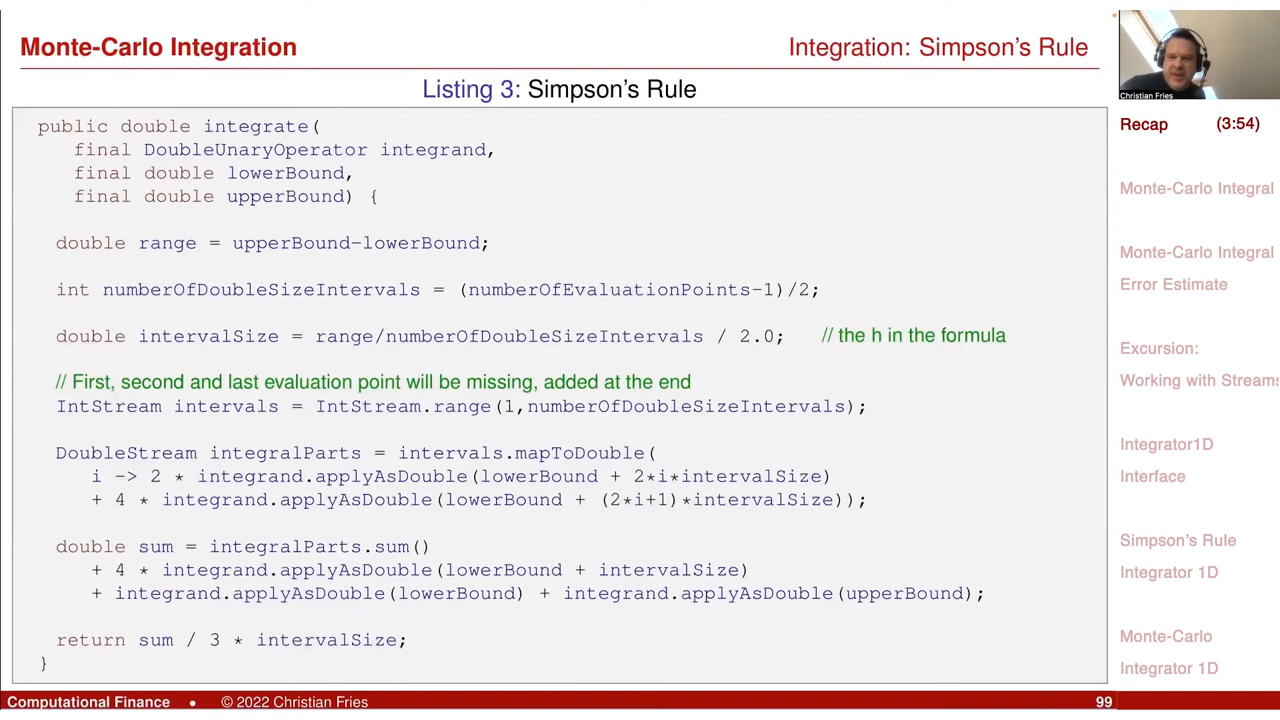 Monte-Carlo Integration
Integration: Simpson's Rule
Listing 3: Simpson's Rule
public double integrate(
final DoubleUnaryOperator integrand,
final double lowerBound,
final double upperBound) {
double range = upperBound-lowerBound;
int numberOfDoubleSizeIntervals = (numberOfEvaluationPoints-1)/2;
double intervalSize = range/numberOfDoubleSizeIntervals / 2.0; // the h in the formula
// First, second and last evaluation point will be missing, added at the end
IntStream intervals = IntStream.range(1,numberOfDoubleSizeIntervals);
DoubleStream integralParts = intervals.mapToDouble(
i -> 2 * integrand.applyAsDouble(lowerBound + 2*i*intervalSize)
+ 4 * integrand.applyAsDouble(lowerBound + (2*i+1)*intervalSize));
double sum = integralParts.sum()
+ 4 * integrand.applyAsDouble(lowerBound + intervalSize)
+ integrand.applyAsDouble(lowerBound) + integrand.applyAsDouble(upperBound);
return sum / 3 * intervalSize;
}
Computational Finance • © 2022 Christian Fries
99
Christian Fries
Recap (3:54)
Monte-Carlo Integral
Monte-Carlo Integral
Error Estimate
Excursion:
Working with Streams
Integrator1D
Interface
Simpson's Rule
Integrator 1D
Monte-Carlo
Integrator 1D